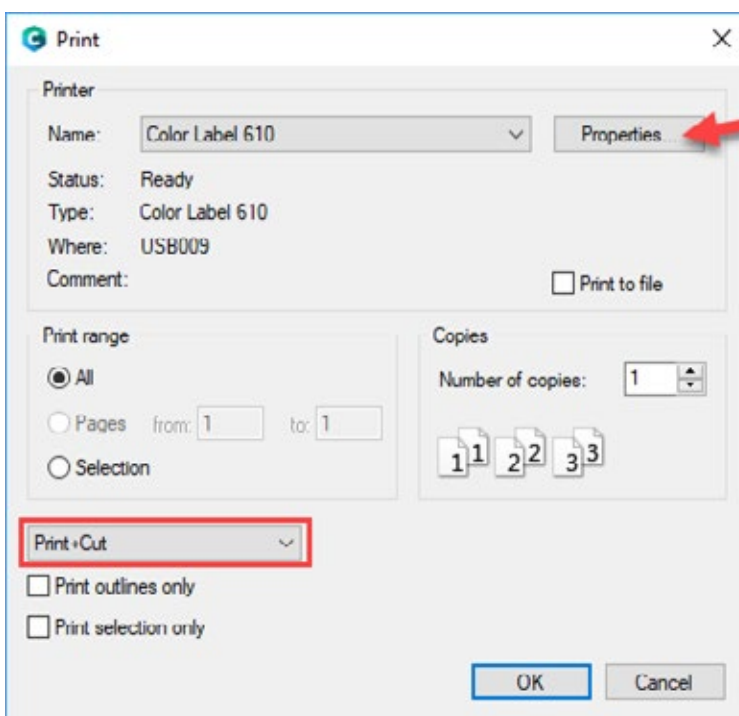 Print
Printer
Name: Color Label 610 Properties...
Status: Ready
Type: Color Label 610
Where: USB009
Comment:
Print to file
Print range
Copies
All
Number of copies: 1
Pages from: 1 to: 1
1 1 2 2 3 3
Selection
Print+Cut
Print outlines only
Print selection only
OK Cancel